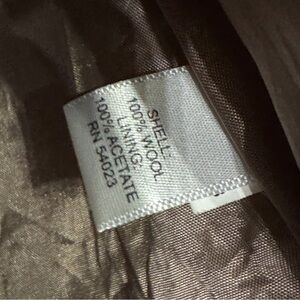 SHELL:
100% WOOL
LINING:
100% ACETATE
RN 54023